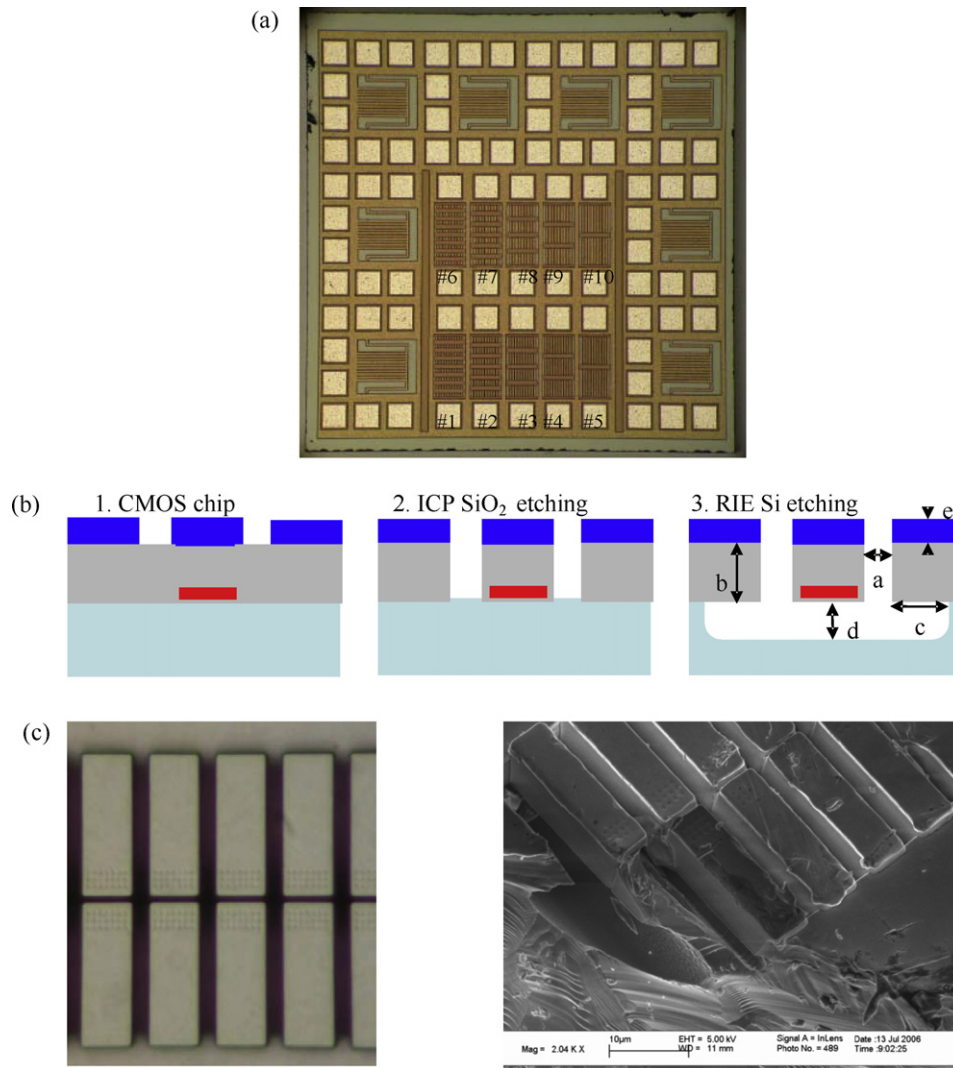 (a)
#6 #7 #8 #9 #10
#1 #2 #3 #4 #5
(b)
1. CMOS chip
2. ICP SiO₂ etching
3. RIE Si etching
e
b
a
d
c
(c)
Mag = 2.04 K X
10µm
EHT = 5.00 kV
WD = 11 mm
Signal A = InLens
Photo No. = 489
Date :13 Jul 2006
Time :9:02:25